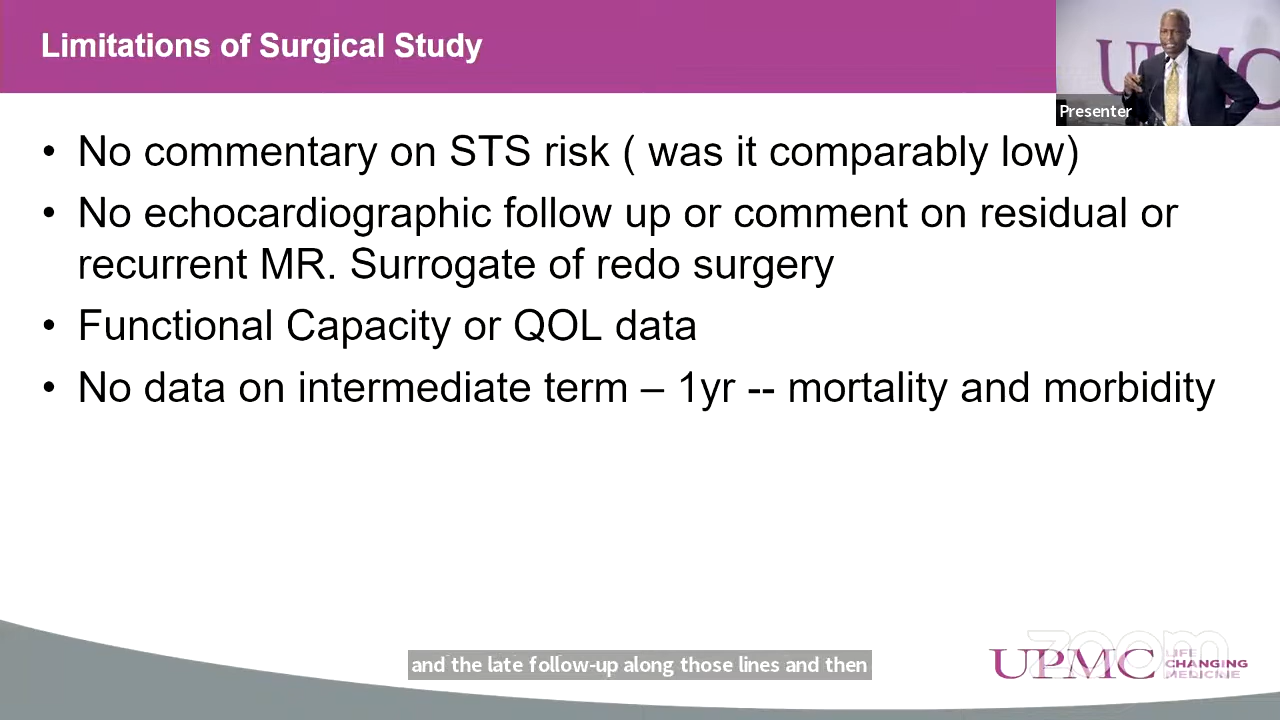 Limitations of Surgical Study
UPMC
Presenter
• No commentary on STS risk ( was it comparably low)
• No echocardiographic follow up or comment on residual or
recurrent MR. Surrogate of redo surgery
• Functional Capacity or QOL data
• No data on intermediate term – 1yr -- mortality and morbidity
and the late follow-up along those lines and then
zoom
UPMC
LIFE
CHANGING
MEDICINE